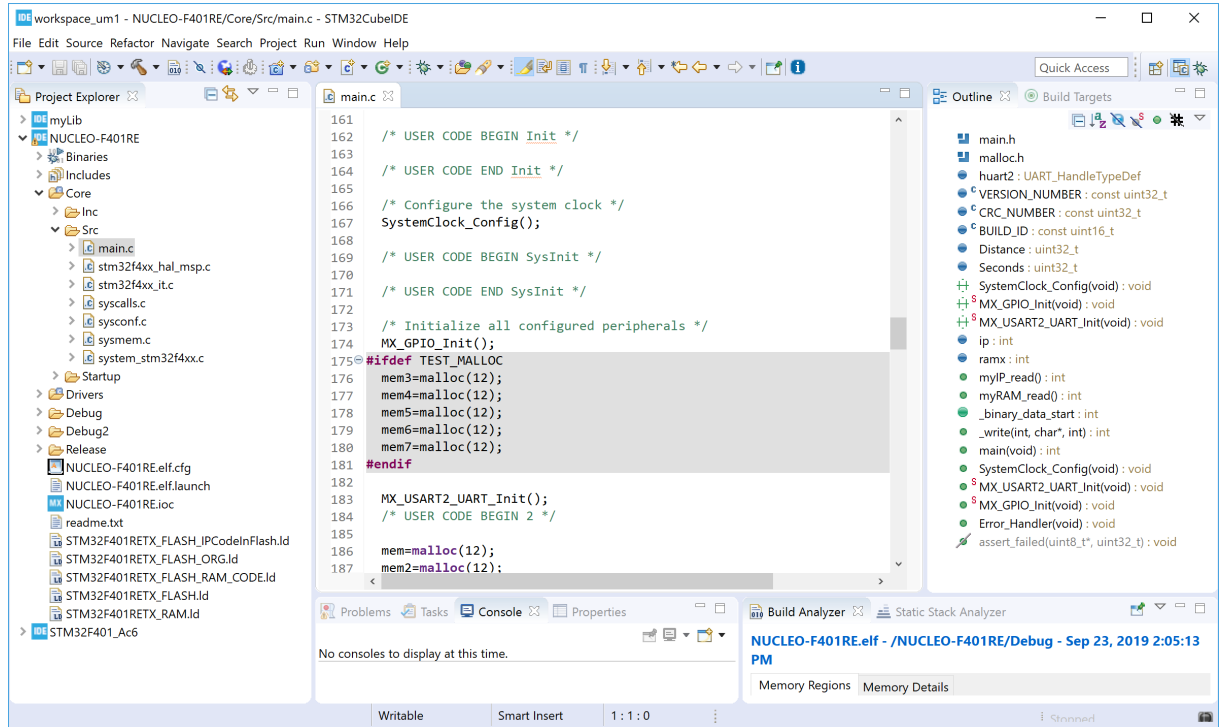 workspace_um1 - NUCLEO-F401RE/Core/Src/main.c - STM32CubeIDE
File Edit Source Refactor Navigate Search Project Run Window Help
Quick Access
Project Explorer
myLib
NUCLEO-F401RE
Binaries
Includes
Core
Inc
Src
main.c
stm32f4xx_hal_msp.c
stm32f4xx_it.c
syscalls.c
sysconf.c
sysmem.c
system_stm32f4xx.c
Startup
Drivers
Debug
Debug2
Release
NUCLEO-F401RE.elf.cfg
NUCLEO-F401RE.elf.launch
NUCLEO-F401RE.ioc
readme.txt
STM32F401RETX_FLASH_IPCodeInFlash.ld
STM32F401RETX_FLASH_ORG.ld
STM32F401RETX_FLASH_RAM_CODE.ld
STM32F401RETX_FLASH.ld
STM32F401RETX_RAM.ld
STM32F401_Ac6
main.c
161
162 /* USER CODE BEGIN Init */
163
164 /* USER CODE END Init */
165
166 /* Configure the system clock */
167 SystemClock_Config();
168
169 /* USER CODE BEGIN SysInit */
170
171 /* USER CODE END SysInit */
172
173 /* Initialize all configured peripherals */
174 MX_GPIO_Init();
175 #ifdef TEST_MALLOC
176 mem3=malloc(12);
177 mem4=malloc(12);
178 mem5=malloc(12);
179 mem6=malloc(12);
180 mem7=malloc(12);
181 #endif
182
183 MX_USART2_UART_Init();
184 /* USER CODE BEGIN 2 */
185
186 mem=malloc(12);
187 mem2=malloc(12);
Outline
Build Targets
main.h
malloc.h
huart2 : UART_HandleTypeDef
VERSION_NUMBER : const uint32_t
CRC_NUMBER : const uint32_t
BUILD_ID : const uint16_t
Distance : uint32_t
Seconds : uint32_t
SystemClock_Config(void) : void
MX_GPIO_Init(void) : void
MX_USART2_UART_Init(void) : void
ip : int
ramx : int
myIP_read() : int
myRAM_read() : int
_binary_data_start : int
_write(int, char*, int) : int
main(void) : int
SystemClock_Config(void) : void
MX_USART2_UART_Init(void) : void
MX_GPIO_Init(void) : void
Error_Handler(void) : void
assert_failed(uint8_t*, uint32_t) : void
Problems Tasks Console Properties
No consoles to display at this time.
Build Analyzer Static Stack Analyzer
NUCLEO-F401RE.elf - /NUCLEO-F401RE/Debug - Sep 23, 2019 2:05:13
PM
Memory Regions Memory Details
Writable Smart Insert 1 : 1 : 0 Stopped